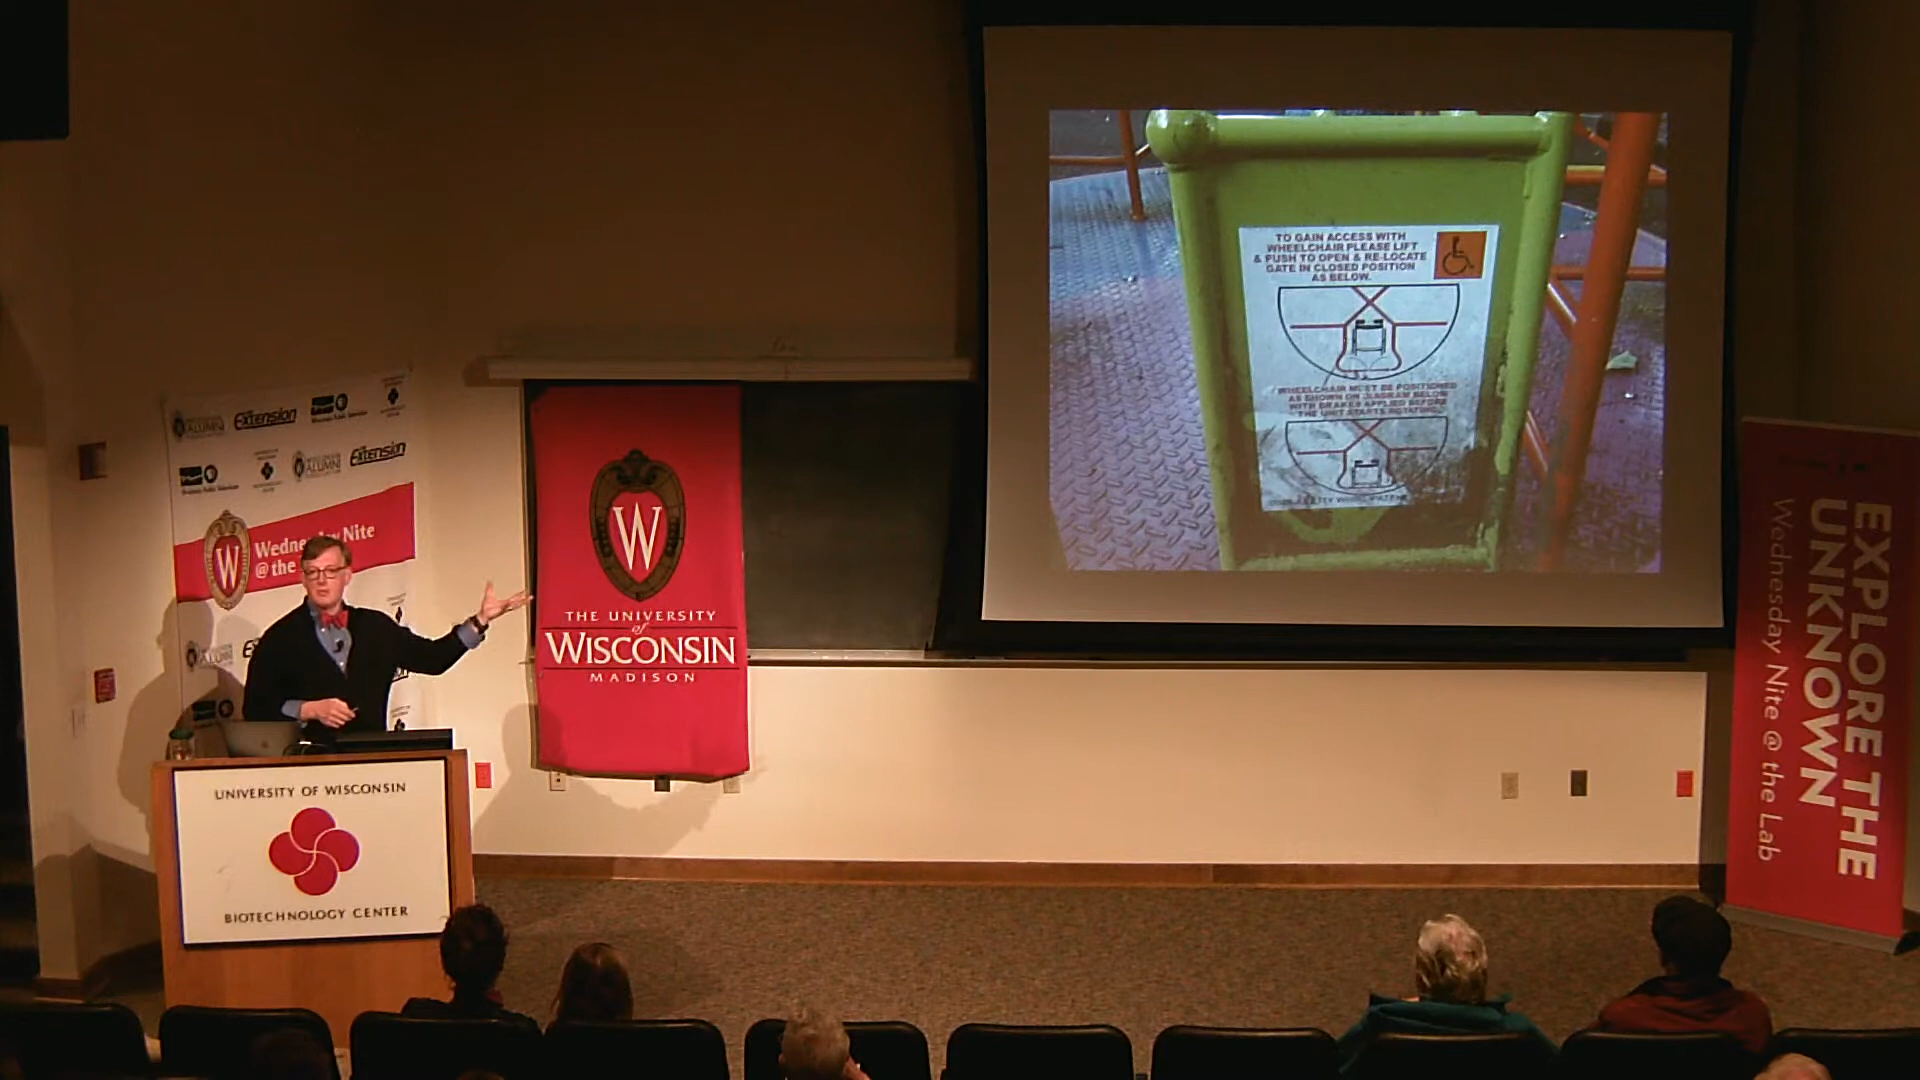 TO GAIN ACCESS WITH
WHEELCHAIR PLEASE LIFT
& PUSH TO OPEN & RE-LOCATE
GATE IN CLOSED POSITION
AS BELOW.
WHEELCHAIR MUST BE POSITIONED
AS SHOWN ON DIAGRAM BELOW
WITH BRAKES APPLIED BEFORE
THE UNIT STARTS ROTATING.
ALUMNI
Extension
ALUMNI
Extension
W
Wednesday Nite
@ the
W
THE UNIVERSITY
of
WISCONSIN
MADISON
UNIVERSITY OF WISCONSIN
BIOTECHNOLOGY CENTER
EXPLORE THE
UNKNOWN
Wednesday Nite @ the Lab